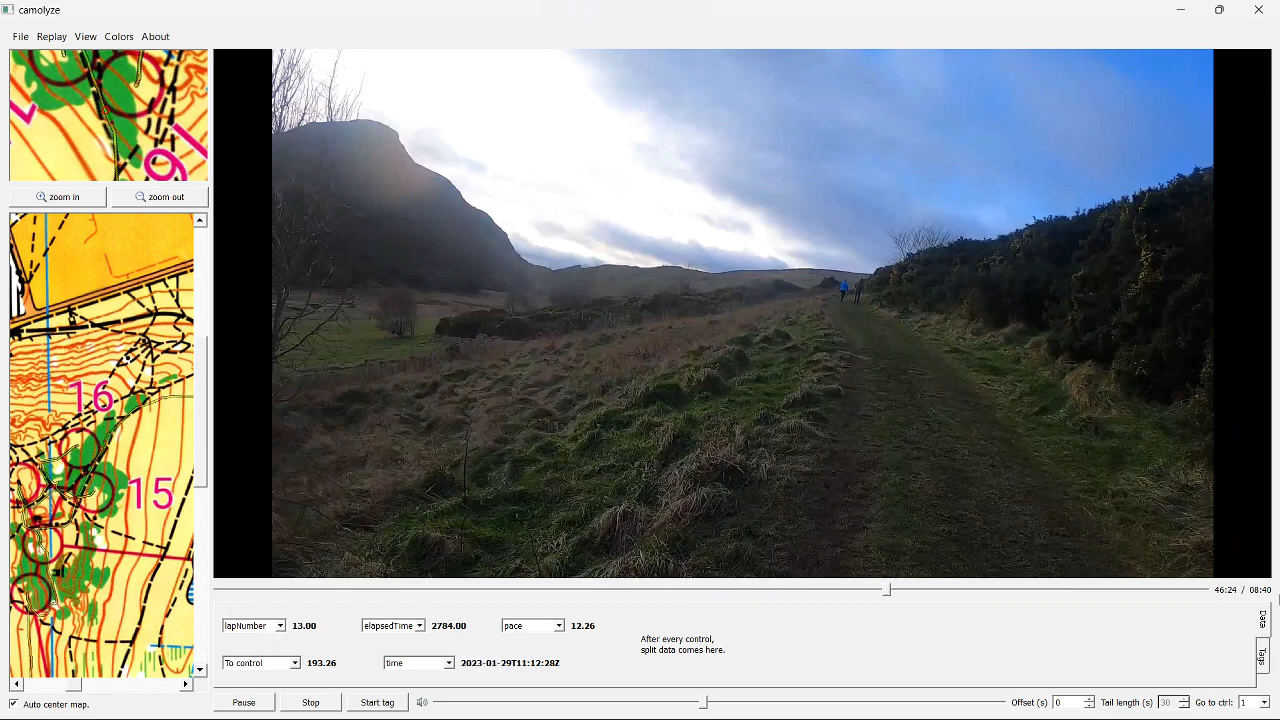 camolyze
File Replay View Colors About
zoom in zoom out
16
15
46:24 / 08:40
lapNumber 13.00 elapsedTime 2784.00 pace 12.26
To control 193.26 time 2023-01-29T11:12:28Z
After every control,
split data comes here.
Data
Tags
Auto center map.
Pause Stop Start tag Offset (s) 0 Tail length (s) 30 Go to ctrl: 1